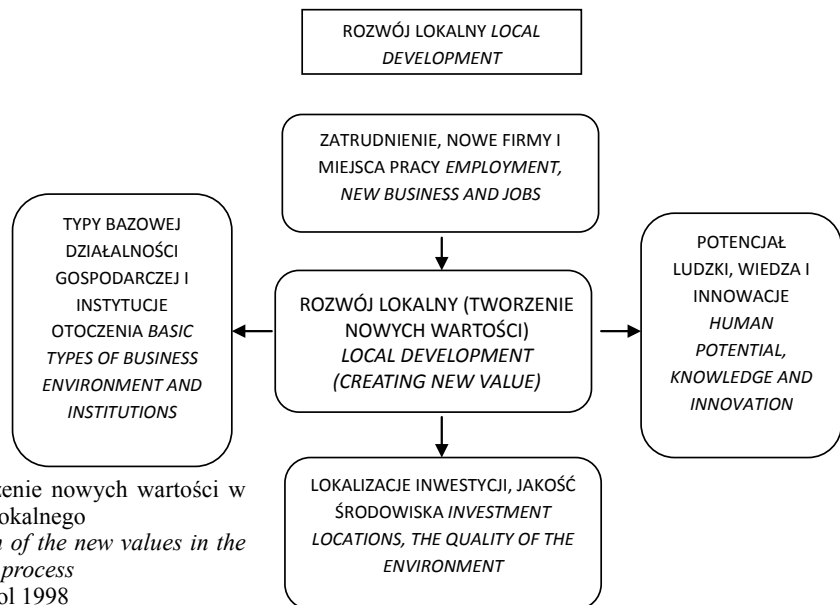 ROZWÓJ LOKALNY LOCAL
DEVELOPMENT
ZATRUDNIENIE, NOWE FIRMY I
MIEJSCA PRACY EMPLOYMENT,
NEW BUSINESS AND JOBS
TYPY BAZOWEJ
DZIAŁALNOŚCI
GOSPODARCZEJ I
INSTYTUCJE
OTOCZENIA BASIC
TYPES OF BUSINESS
ENVIRONMENT AND
INSTITUTIONS
ROZWÓJ LOKALNY (TWORZENIE
NOWYCH WARTOŚCI)
LOCAL DEVELOPMENT
(CREATING NEW VALUE)
POTENCJAŁ
LUDZKI, WIEDZA I
INNOWACJE
HUMAN
POTENTIAL,
KNOWLEDGE AND
INNOVATION
LOKALIZACJE INWESTYCJI, JAKOŚĆ
ŚRODOWISKA INVESTMENT
LOCATIONS, THE QUALITY OF THE
ENVIRONMENT
nowych wartości w
of the new values in the
process
1998